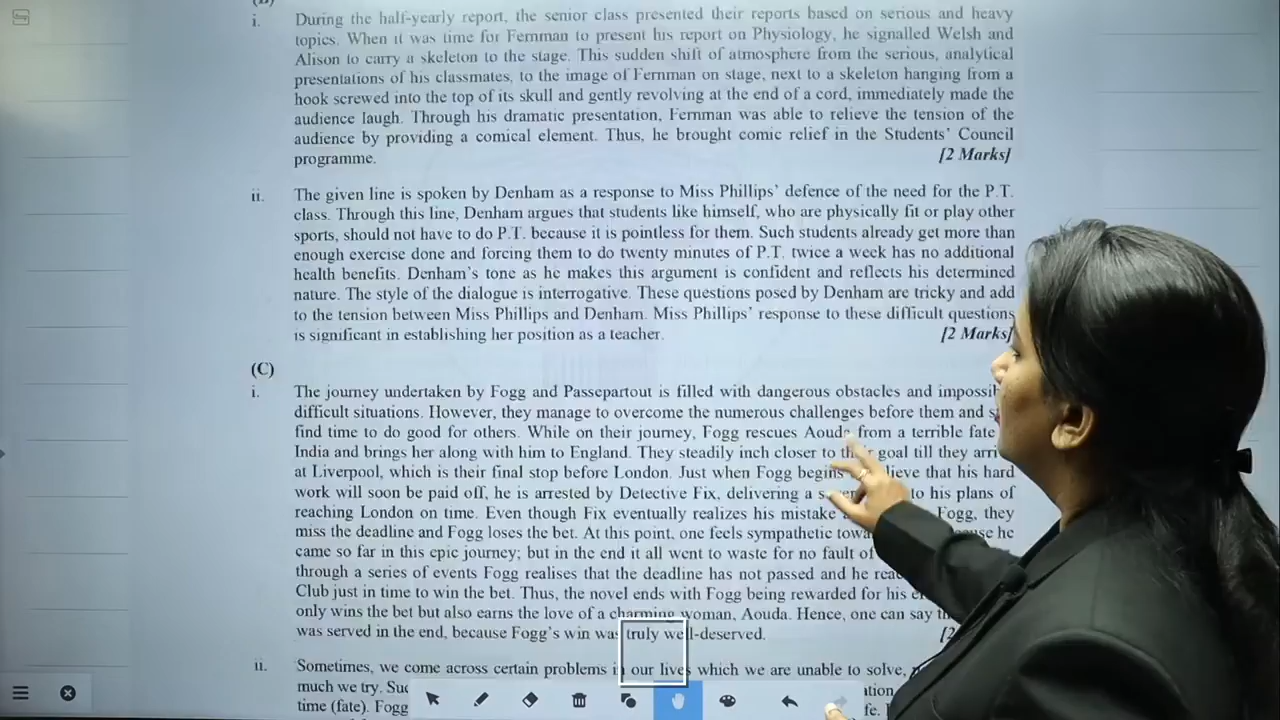 i. During the half-yearly report, the senior class presented their reports based on serious and heavy
topics. When it was time for Fernman to present his report on Physiology, he signalled Welsh and
Alison to carry a skeleton to the stage. This sudden shift of atmosphere from the serious, analytical
presentations of his classmates, to the image of Fernman on stage, next to a skeleton hanging from a
hook screwed into the top of its skull and gently revolving at the end of a cord, immediately made the
audience laugh. Through his dramatic presentation, Fernman was able to relieve the tension of the
audience by providing a comical element. Thus, he brought comic relief in the Students' Council
programme. [2 Marks]
ii. The given line is spoken by Denham as a response to Miss Phillips' defence of the need for the P.T.
class. Through this line, Denham argues that students like himself, who are physically fit or play other
sports, should not have to do P.T. because it is pointless for them. Such students already get more than
enough exercise done and forcing them to do twenty minutes of P.T. twice a week has no additional
health benefits. Denham's tone as he makes this argument is confident and reflects his determined
nature. The style of the dialogue is interrogative. These questions posed by Denham are tricky and add
to the tension between Miss Phillips and Denham. Miss Phillips' response to these difficult questions
is significant in establishing her position as a teacher. [2 Marks]
(C)
i. The journey undertaken by Fogg and Passepartout is filled with dangerous obstacles and
difficult situations. However, they manage to overcome the numerous challenges before them and
find time to do good for others. While on their journey, Fogg rescues Aouda from a terrible fate
India and brings her along with him to England. They steadily inch closer to their goal till they
at Liverpool, which is their final stop before London. Just when Fogg begins that his hard
work will soon be paid off, he is arrested by Detective Fix, delivering a to his plans of
reaching London on time. Even though Fix eventually realizes his mistake Fogg, they
miss the deadline and Fogg loses the bet. At this point, one feels sympathetic he
came so far in this epic journey; but in the end it all went to waste for no fault of
through a series of events Fogg realises that the deadline has not passed and he
Club just in time to win the bet. Thus, the novel ends with Fogg being rewarded for his
only wins the bet but also earns the love of a charming woman, Aouda. Hence, one can say
was served in the end, because Fogg's win was truly well-deserved.
ii. Sometimes, we come across certain problems in our lives which we are unable to solve,
much we try.
time (fate). Fogg